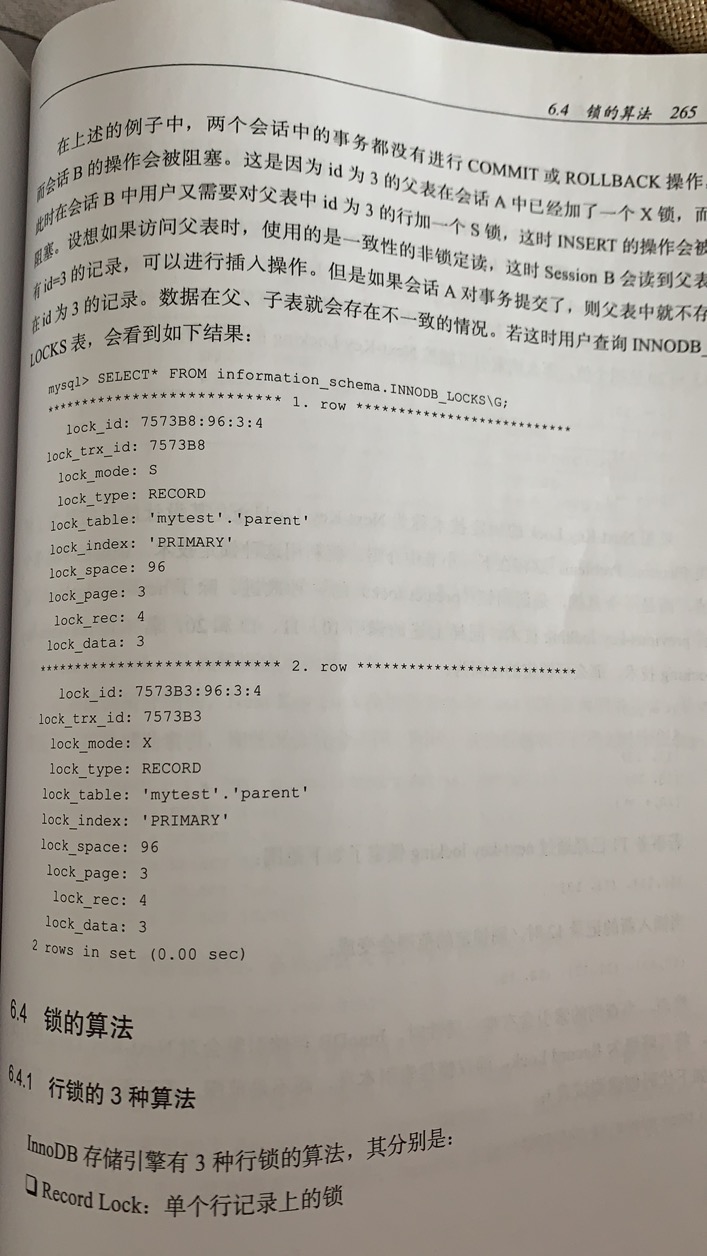 6.4 锁的算法 265
在上述的例子中，两个会话中的事务都没有进行 COMMIT 或 ROLLBACK 操作，
而会话 B 的操作会被阻塞。这是因为 id 为 3 的父表在会话 A 中已经加了一个 X 锁，而
此时在会话 B 中用户又需要对父表中 id 为 3 的行加一个 S 锁，这时 INSERT 的操作会被
阻塞。设想如果访问父表时，使用的是一致性的非锁定读，这时 Session B 会读到父表
有 id=3 的记录，可以进行插入操作。但是如果会话 A 对事务提交了，则父表中就不存
在 id 为 3 的记录。数据在父、子表就会存在不一致的情况。若这时用户查询 INNODB_
LOCKS 表，会看到如下结果：
mysql> SELECT* FROM information_schema.INNODB_LOCKS\G;
*************************** 1. row ***************************
lock_id: 7573B8:96:3:4
lock_trx_id: 7573B8
lock_mode: S
lock_type: RECORD
lock_table: 'mytest'.'parent'
lock_index: 'PRIMARY'
lock_space: 96
lock_page: 3
lock_rec: 4
lock_data: 3
*************************** 2. row ***************************
lock_id: 7573B3:96:3:4
lock_trx_id: 7573B3
lock_mode: X
lock_type: RECORD
lock_table: 'mytest'.'parent'
lock_index: 'PRIMARY'
lock_space: 96
lock_page: 3
lock_rec: 4
lock_data: 3
2 rows in set (0.00 sec)
6.4 锁的算法
6.4.1 行锁的 3 种算法
InnoDB 存储引擎有 3 种行锁的算法，其分别是：
❑ Record Lock：单个行记录上的锁